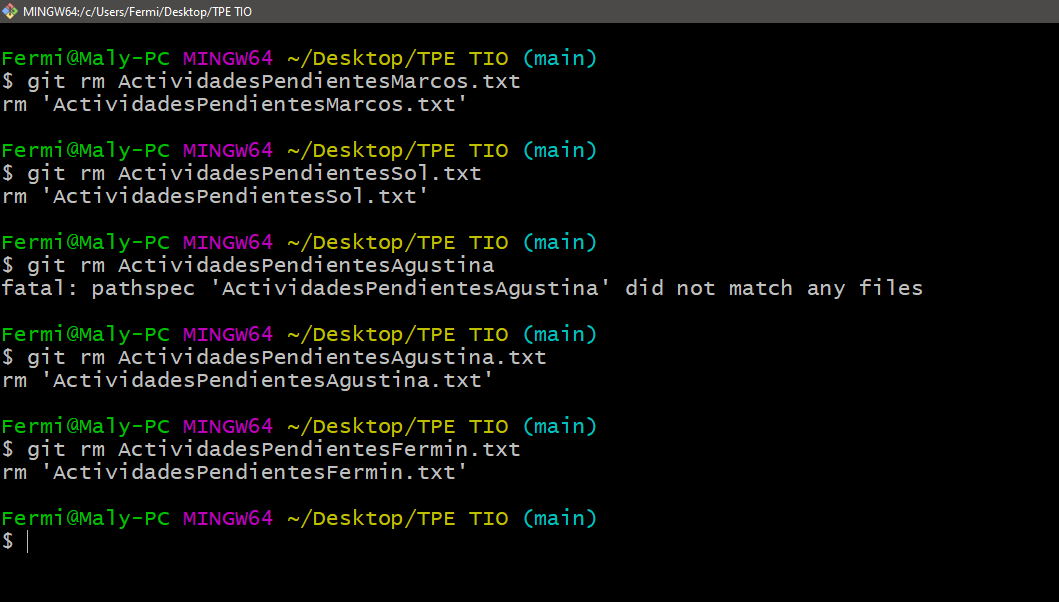 MINGW64:/c/Users/Fermi/Desktop/TPE TIO
Fermi@Maly-PC MINGW64 ~/Desktop/TPE TIO (main)
$ git rm ActividadesPendientesMarcos.txt
rm 'ActividadesPendientesMarcos.txt'
Fermi@Maly-PC MINGW64 ~/Desktop/TPE TIO (main)
$ git rm ActividadesPendientesSol.txt
rm 'ActividadesPendientesSol.txt'
Fermi@Maly-PC MINGW64 ~/Desktop/TPE TIO (main)
$ git rm ActividadesPendientesAgustina
fatal: pathspec 'ActividadesPendientesAgustina' did not match any files
Fermi@Maly-PC MINGW64 ~/Desktop/TPE TIO (main)
$ git rm ActividadesPendientesAgustina.txt
rm 'ActividadesPendientesAgustina.txt'
Fermi@Maly-PC MINGW64 ~/Desktop/TPE TIO (main)
$ git rm ActividadesPendientesFermin.txt
rm 'ActividadesPendientesFermin.txt'
Fermi@Maly-PC MINGW64 ~/Desktop/TPE TIO (main)
$